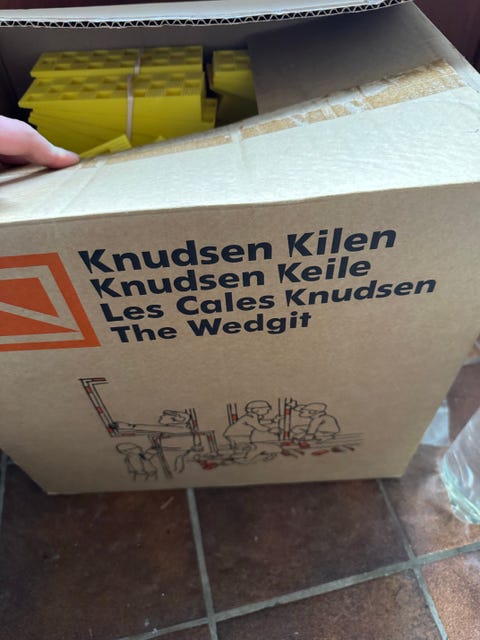 Knudsen Kilen
Knudsen Keile
Les Cales Knudsen
The Wedgit